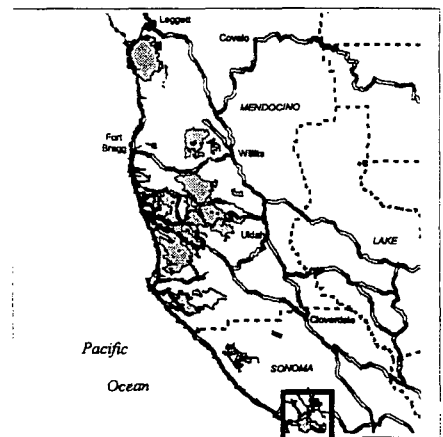 Leggett
Covelo
MENDOCINO
Fort
Bragg
Willits
Ukiah
LAKE
Cloverdale
Pacific
SONOMA
Ocean